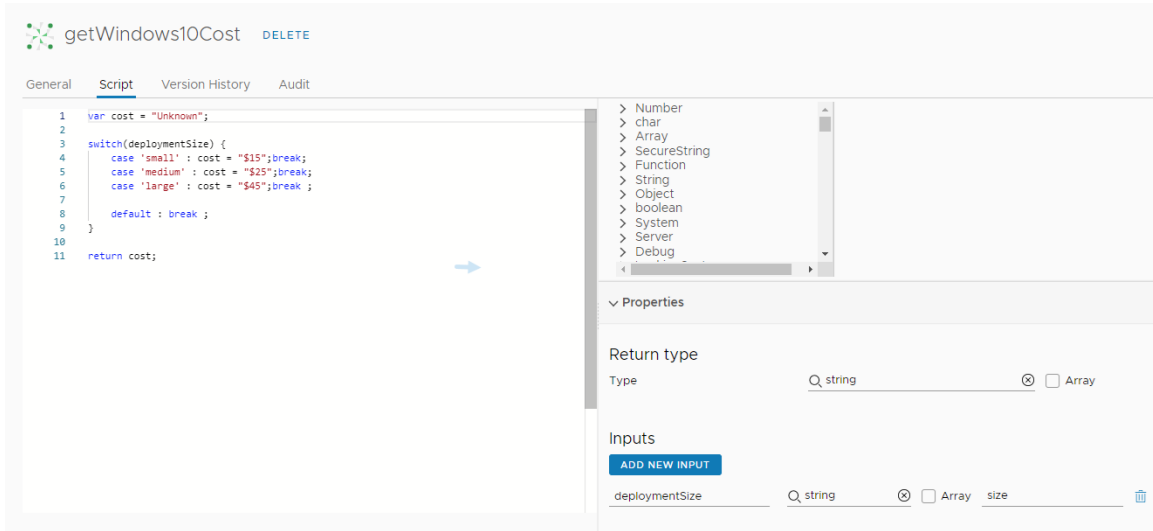 getWindows10Cost DELETE
General Script Version History Audit
1 var cost = "Unknown";
2
3 switch(deploymentSize) {
4 case 'small' : cost = "$15";break;
5 case 'medium' : cost = "$25";break;
6 case 'large' : cost = "$45";break ;
7
8 default : break ;
9 }
10
11 return cost;
Number
char
Array
SecureString
Function
String
Object
boolean
System
Server
Debug
Properties
Return type
Type string Array
Inputs
ADD NEW INPUT
deploymentSize string Array size